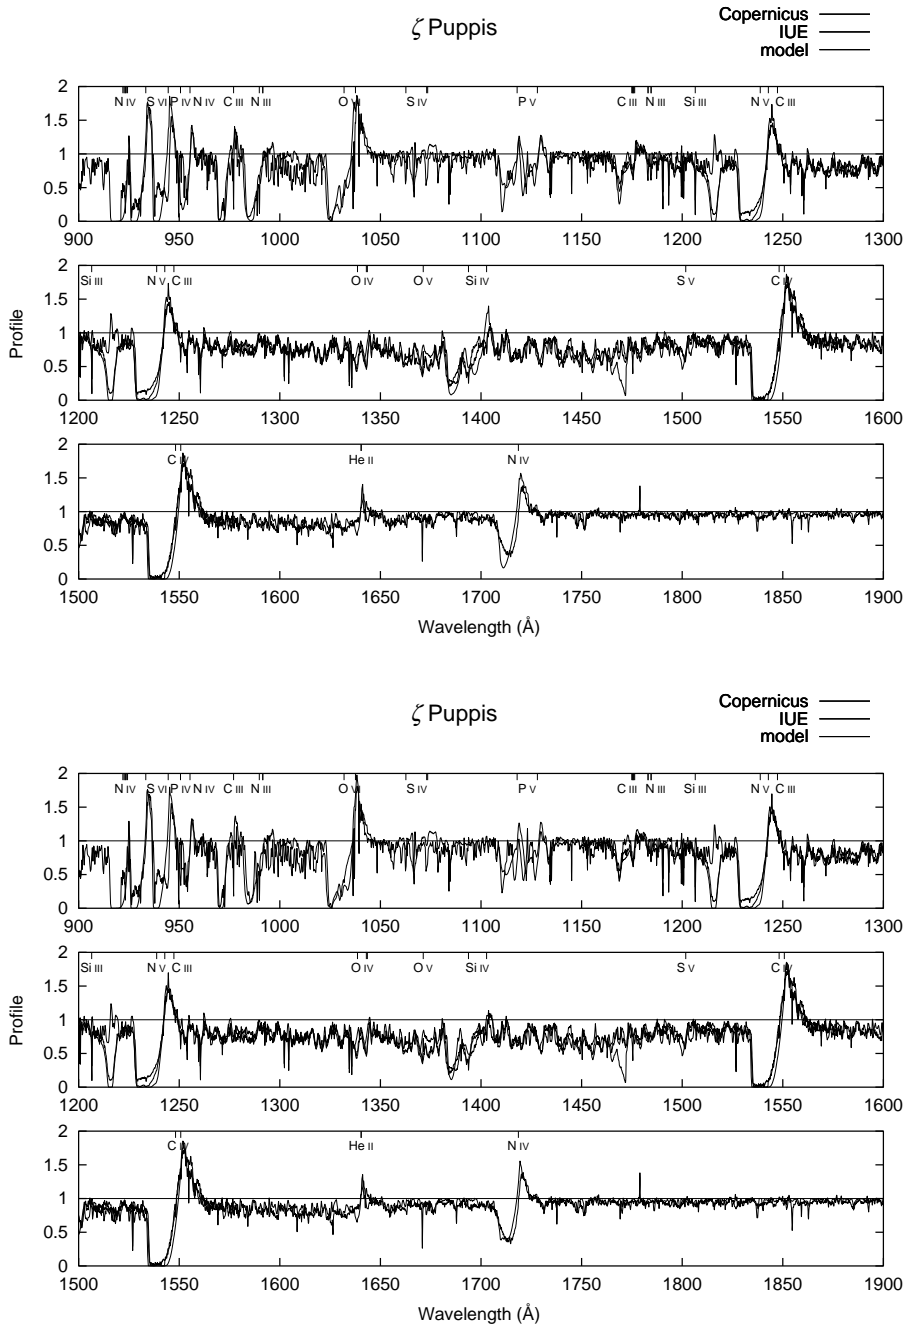 ζ Puppis
Copernicus
IUE
model
2
1.5
1
0.5
0
N IV S VI P IV N IV C III N III O VI S IV P V C III N III Si III N V C III
900 950 1000 1050 1100 1150 1200 1250 1300
Profile
2
1.5
1
0.5
0
Si III N V C III O IV O V Si IV S V C IV
1200 1250 1300 1350 1400 1450 1500 1550 1600
2
1.5
1
0.5
0
C IV He II N IV
1500 1550 1600 1650 1700 1750 1800 1850 1900
Wavelength (Å)
ζ Puppis
Copernicus
IUE
model
2
1.5
1
0.5
0
N IV S VI P IV N IV C III N III O VI S IV P V C III N III Si III N V C III
900 950 1000 1050 1100 1150 1200 1250 1300
Profile
2
1.5
1
0.5
0
Si III N V C III O IV O V Si IV S V C IV
1200 1250 1300 1350 1400 1450 1500 1550 1600
2
1.5
1
0.5
0
C IV He II N IV
1500 1550 1600 1650 1700 1750 1800 1850 1900
Wavelength (Å)